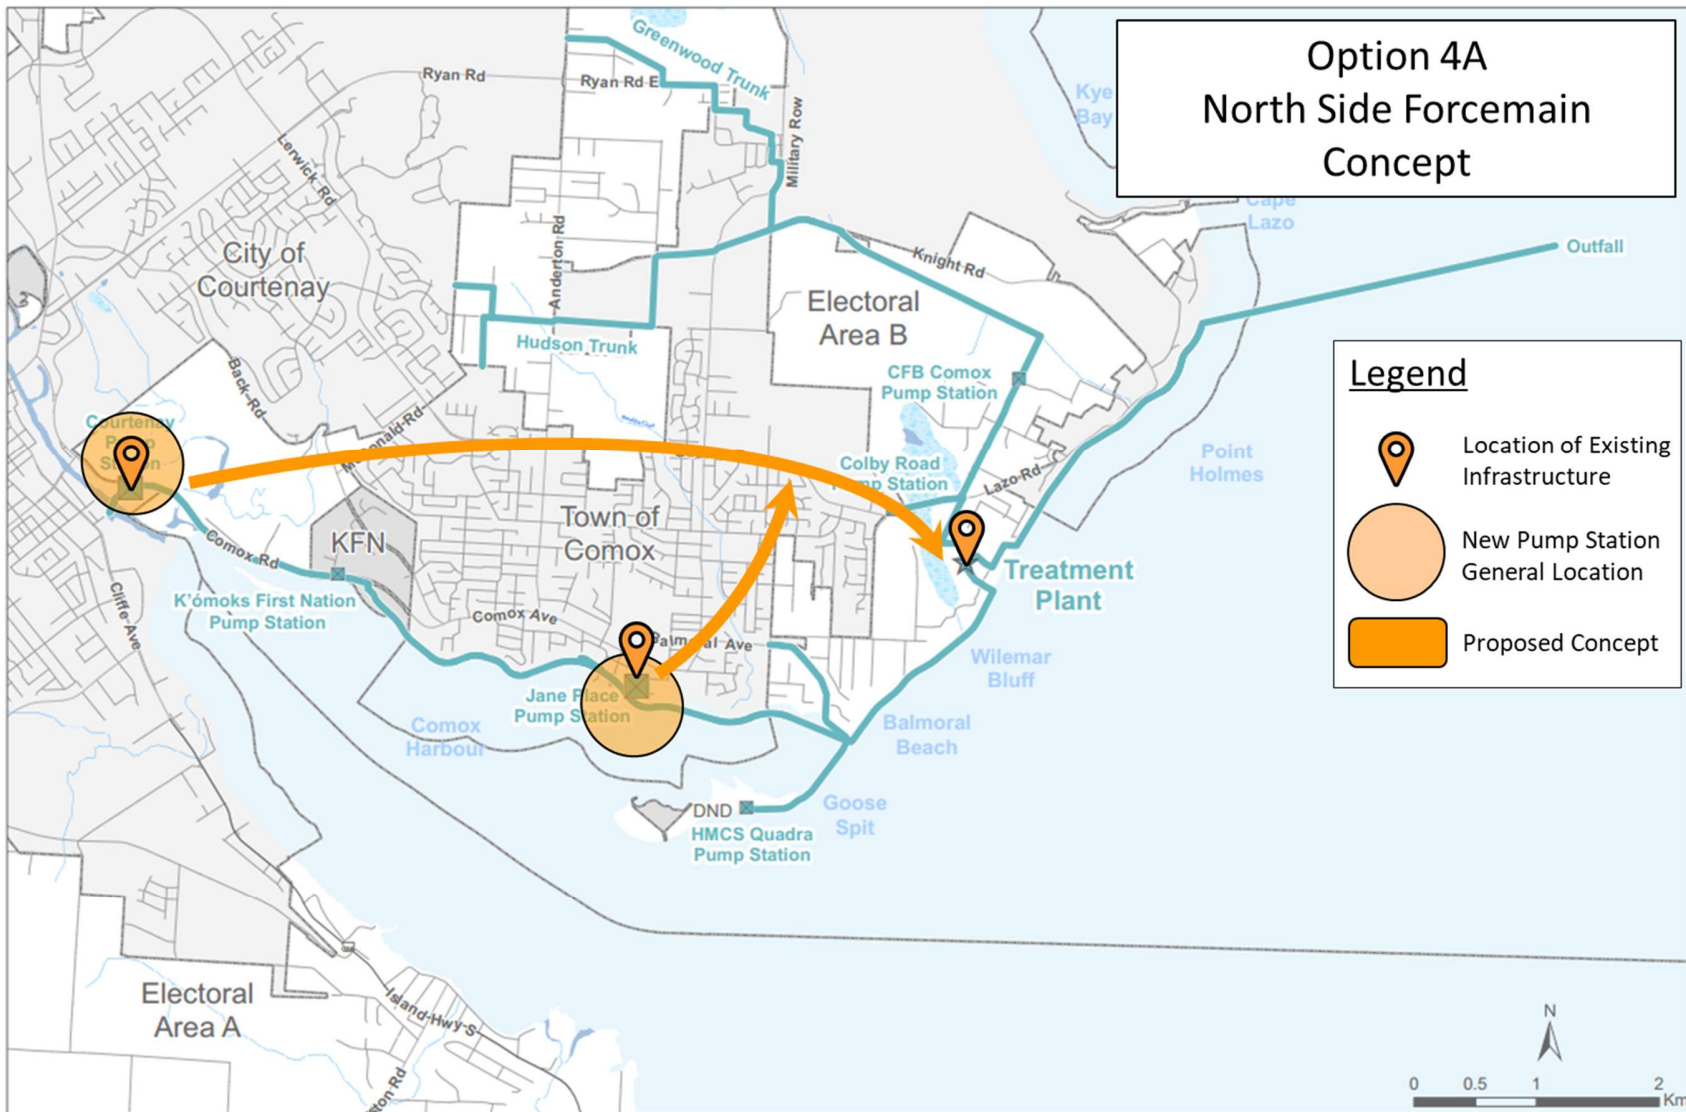 Option 4A
North Side Forcemain
Concept
Legend
Location of Existing
Infrastructure
New Pump Station
General Location
Proposed Concept
Greenwood Trunk
Ryan Rd
Ryan Rd E
Military Row
Lerwick Rd
Kye
Bay
Cape
Lazo
Outfall
City of
Courtenay
Anderton Rd
Knight Rd
Electoral
Area B
Hudson Trunk
Back Rd
CFB Comox
Pump Station
Courtenay
Station
Colby Road
Station
Lazo Rd
Point
Holmes
Town of
Comox
KFN
Comox Rd
Cliffe Ave
K'ómoks First Nation
Pump Station
Treatment
Plant
Comox Ave
Balmoral Ave
Wilemar
Bluff
Jane Place
Pump Station
Comox
Harbour
Balmoral
Beach
DND
HMCS Quadra
Pump Station
Goose
Spit
Electoral
Area A
Island Hwy S
ston Rd
N
0 0.5 1 2
Km